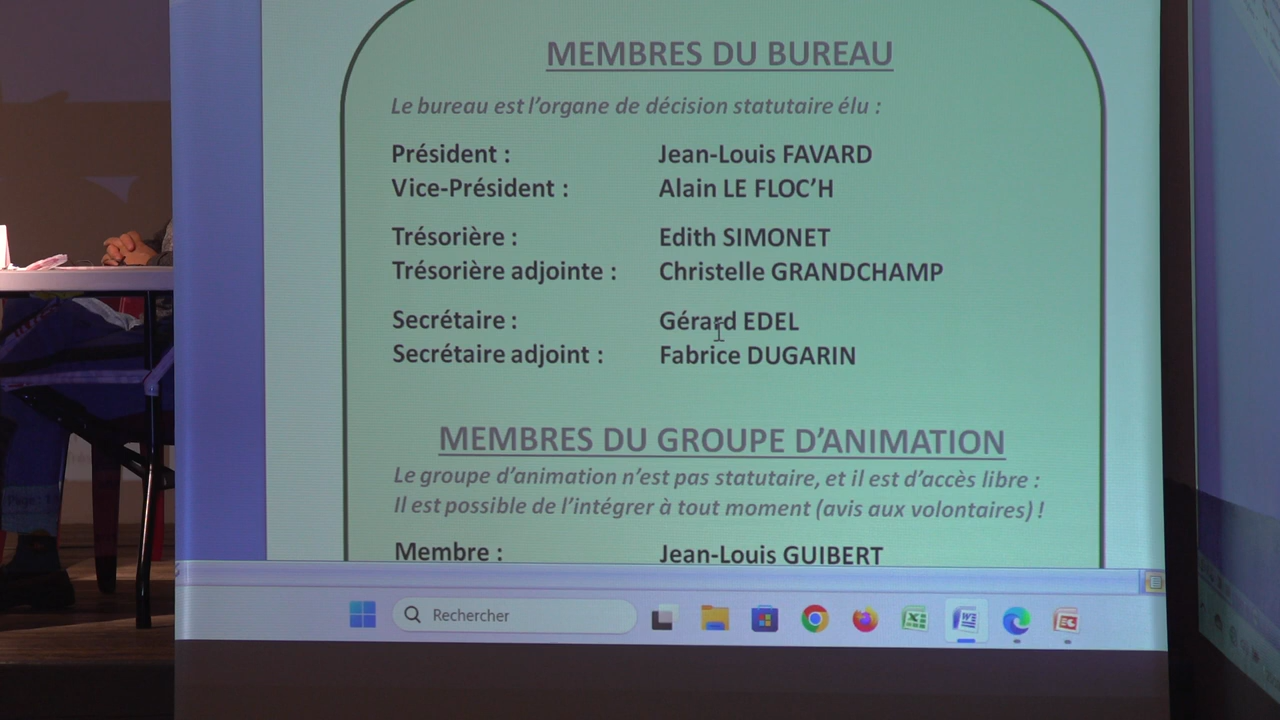 MEMBRES DU BUREAU
Le bureau est l'organe de décision statutaire élu :
Président : Jean-Louis FAVARD
Vice-Président : Alain LE FLOC'H
Trésorière : Edith SIMONET
Trésorière adjointe : Christelle GRANDCHAMP
Secrétaire : Gérard EDEL
Secrétaire adjoint : Fabrice DUGARIN
MEMBRES DU GROUPE D'ANIMATION
Le groupe d'animation n'est pas statutaire, et il est d'accès libre :
Il est possible de l'intégrer à tout moment (avis aux volontaires) !
Membre : Jean-Louis GUIBERT
Rechercher